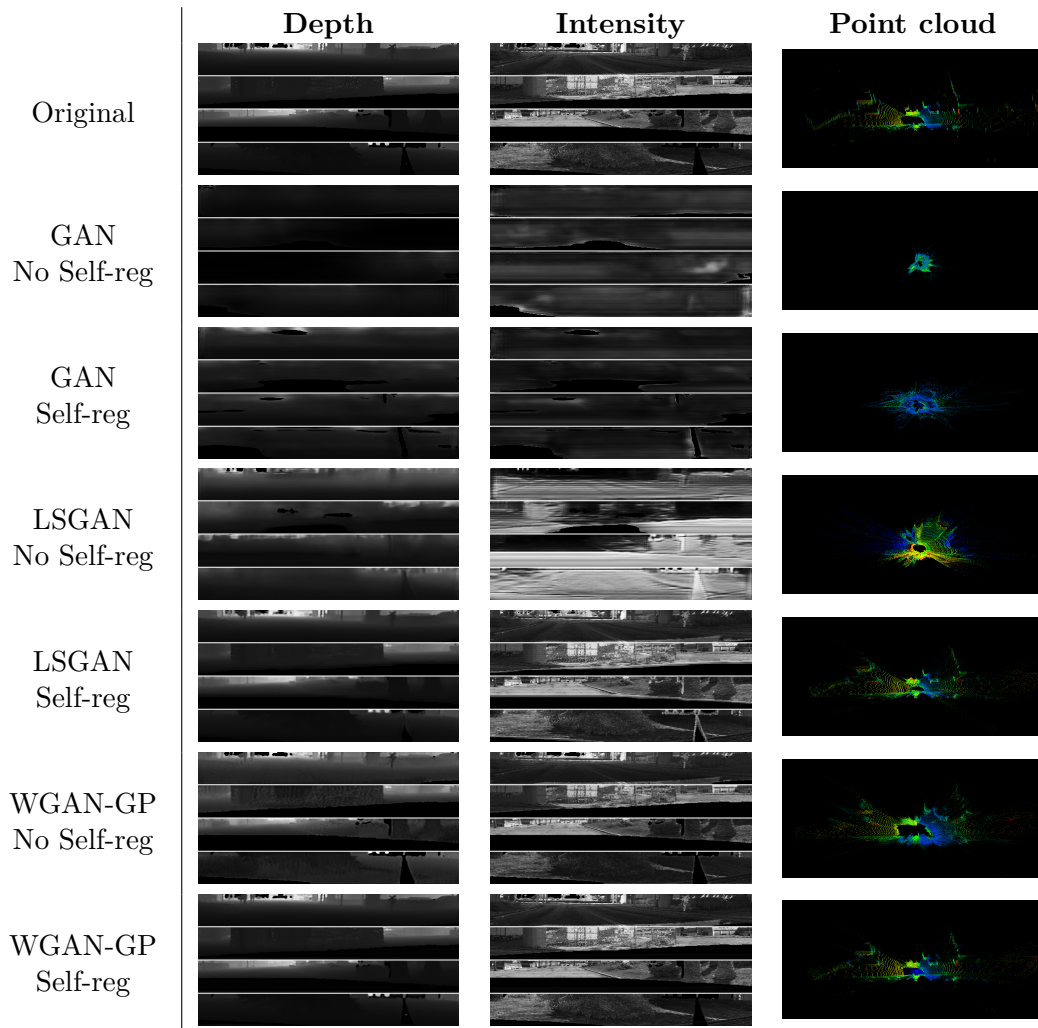 Depth Intensity Point cloud
Original
GAN
No Self-reg
GAN
Self-reg
LSGAN
No Self-reg
LSGAN
Self-reg
WGAN-GP
No Self-reg
WGAN-GP
Self-reg